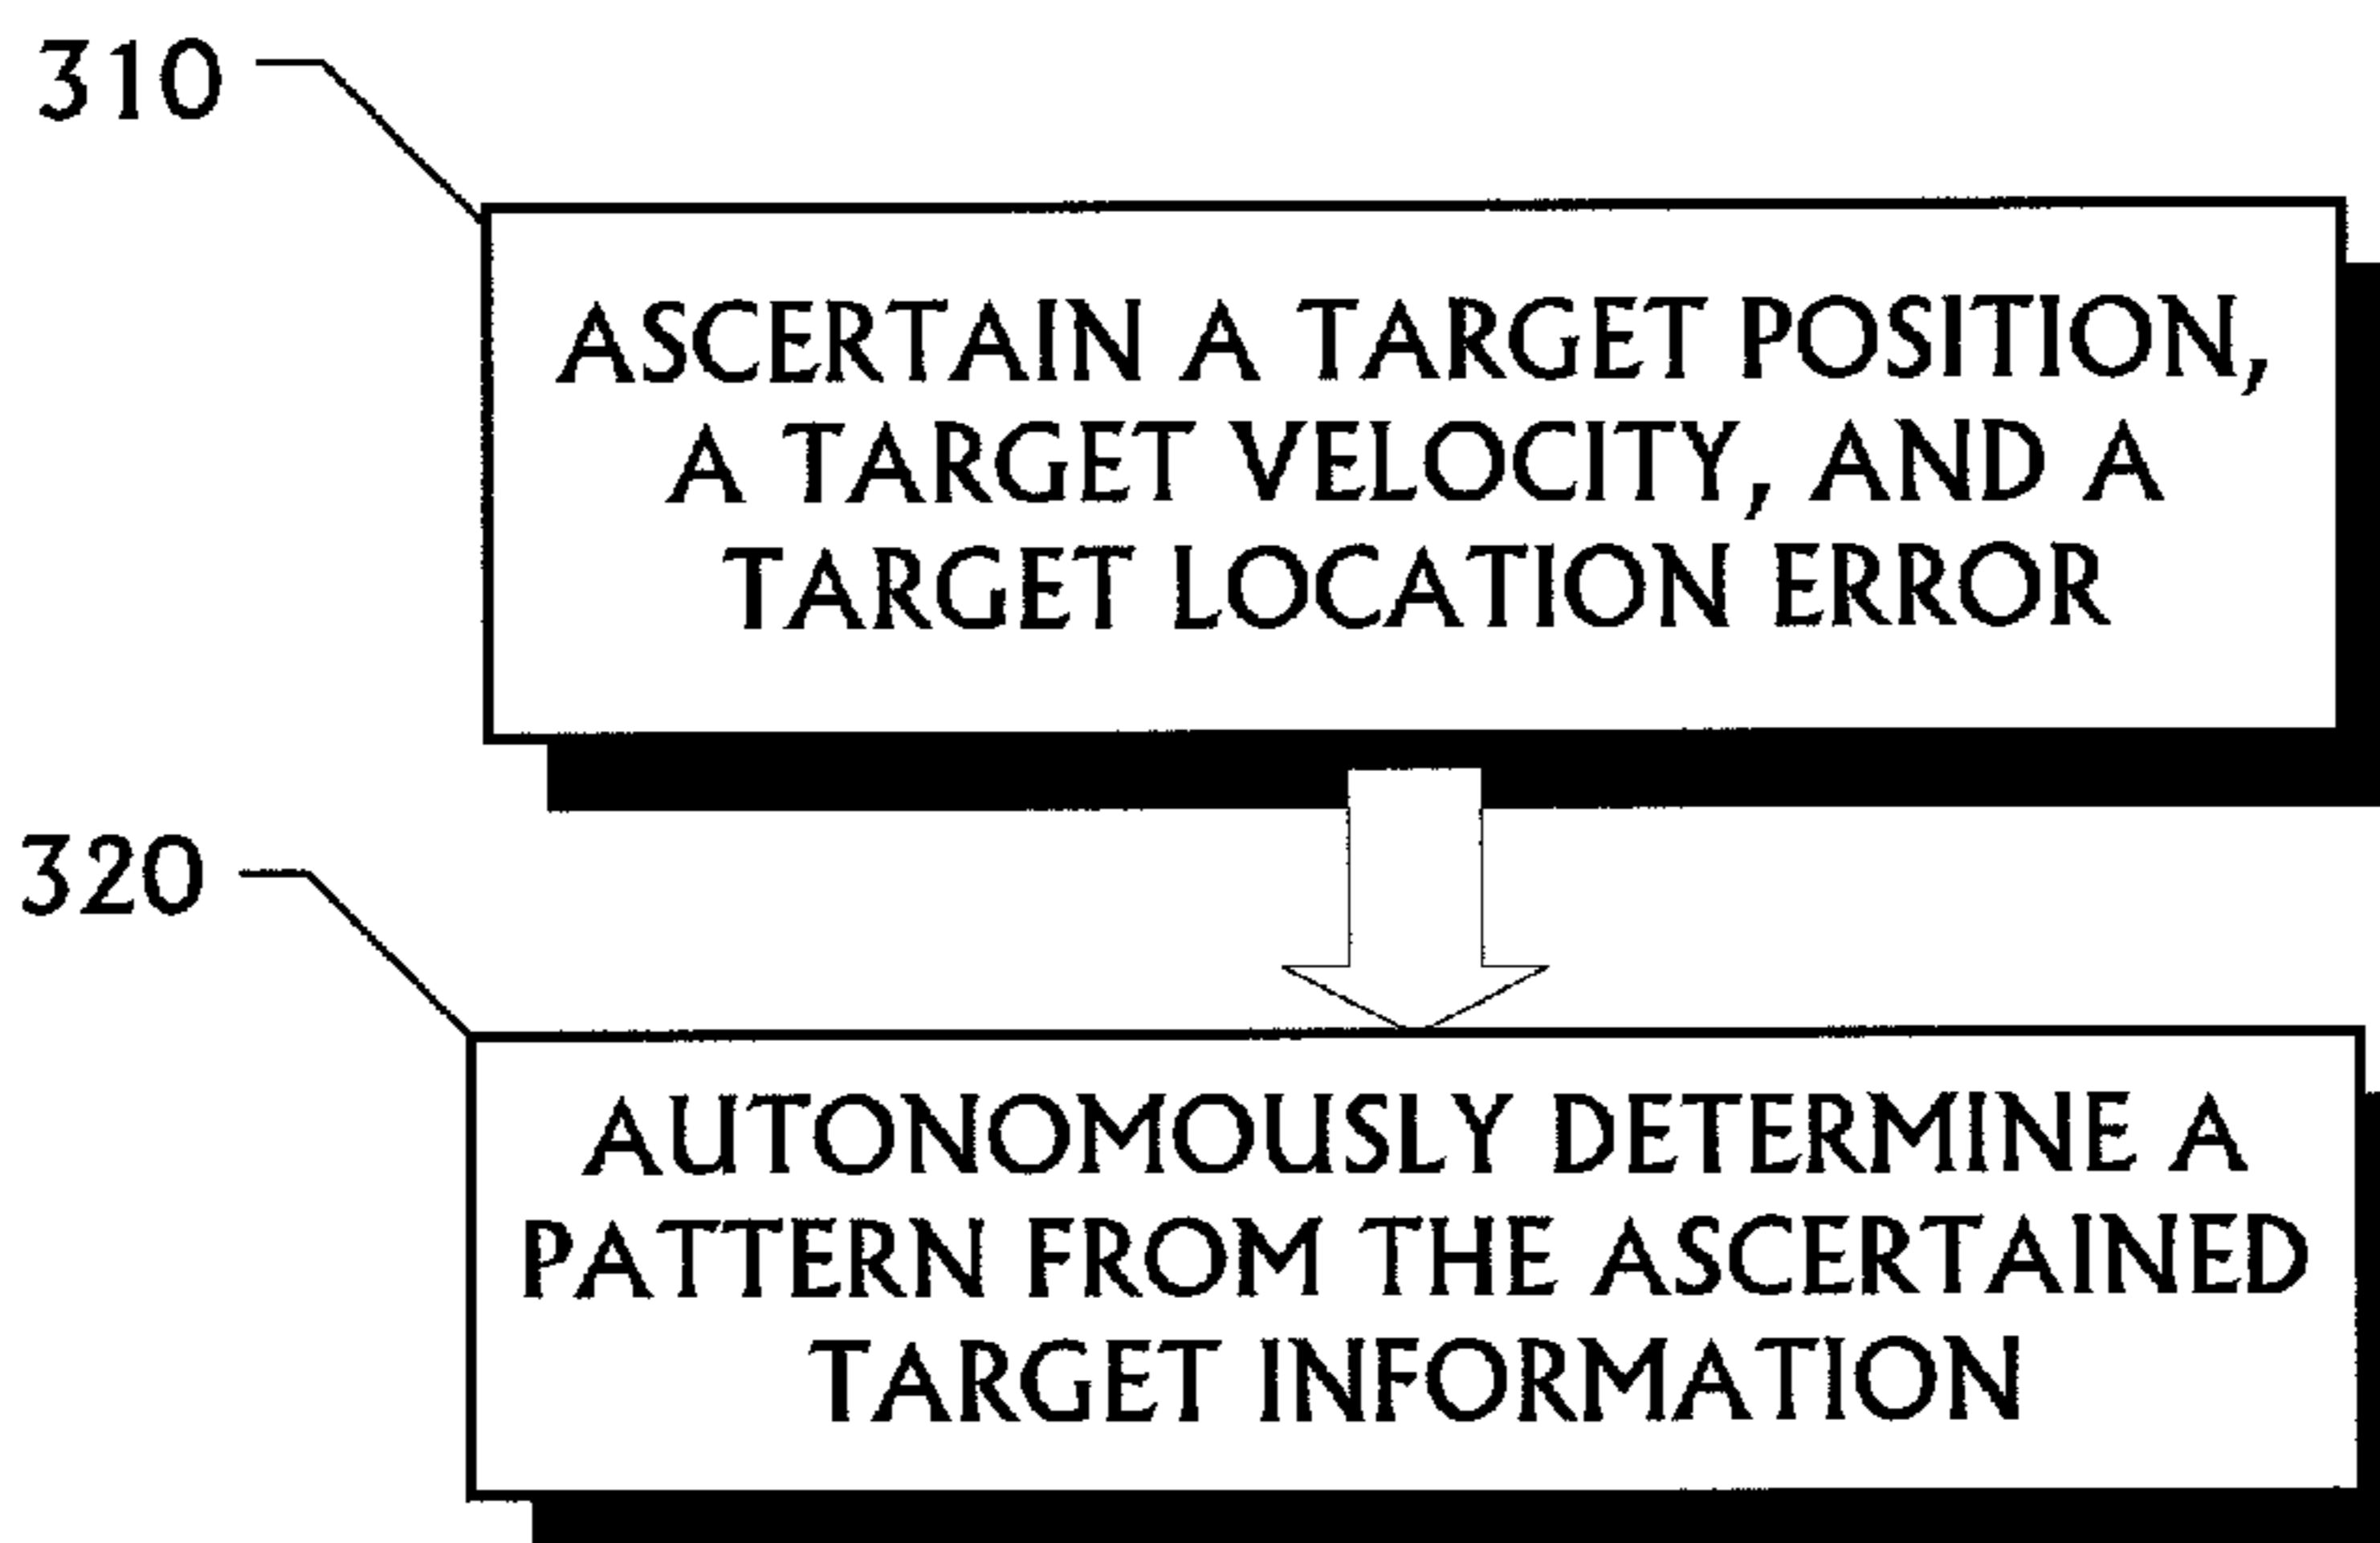 310
ASCERTAIN A TARGET POSITION,
A TARGET VELOCITY, AND A
TARGET LOCATION ERROR
320
AUTONOMOUSLY DETERMINE A
PATTERN FROM THE ASCERTAINED
TARGET INFORMATION